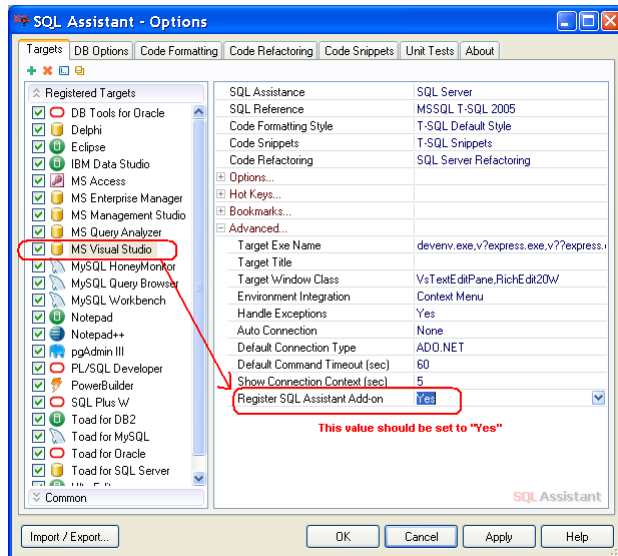 SQL Assistant - Options
Targets DB Options Code Formatting Code Refactoring Code Snippets Unit Tests About
Registered Targets
DB Tools for Oracle
Delphi
Eclipse
IBM Data Studio
MS Access
MS Enterprise Manager
MS Management Studio
MS Query Analyzer
MS Visual Studio
MySQL HoneyMonitor
MySQL Query Browser
MySQL Workbench
Notepad
Notepad++
pgAdmin III
PL/SQL Developer
PowerBuilder
SQL Plus W
Toad for DB2
Toad for MySQL
Toad for Oracle
Toad for SQL Server
Common
SQL Assistance SQL Server
SQL Reference MSSQL T-SQL 2005
Code Formatting Style T-SQL Default Style
Code Snippets T-SQL Snippets
Code Refactoring SQL Server Refactoring
Options...
Hot Keys...
Bookmarks...
Advanced...
Target Exe Name devenv.exe,v?express.exe,v??express.
Target Title
Target Window Class VsTextEditPane,RichEdit20W
Environment Integration Context Menu
Handle Exceptions Yes
Auto Connection None
Default Connection Type ADO.NET
Default Command Timeout (sec) 60
Show Connection Context (sec) 5
Register SQL Assistant Add-on Yes
This value should be set to "Yes"
SQL Assistant
Import / Export... OK Cancel Apply Help